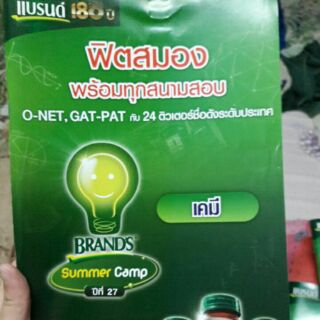 แบรนด์ 180 ปี
ฟิตสมอง
พร้อมทุกสนามสอบ
O-NET, GAT-PAT กับ 24 ติวเตอร์ชื่อดังระดับประเทศ
เคมี
BRAND'S
Summer Camp
ปีที่ 27